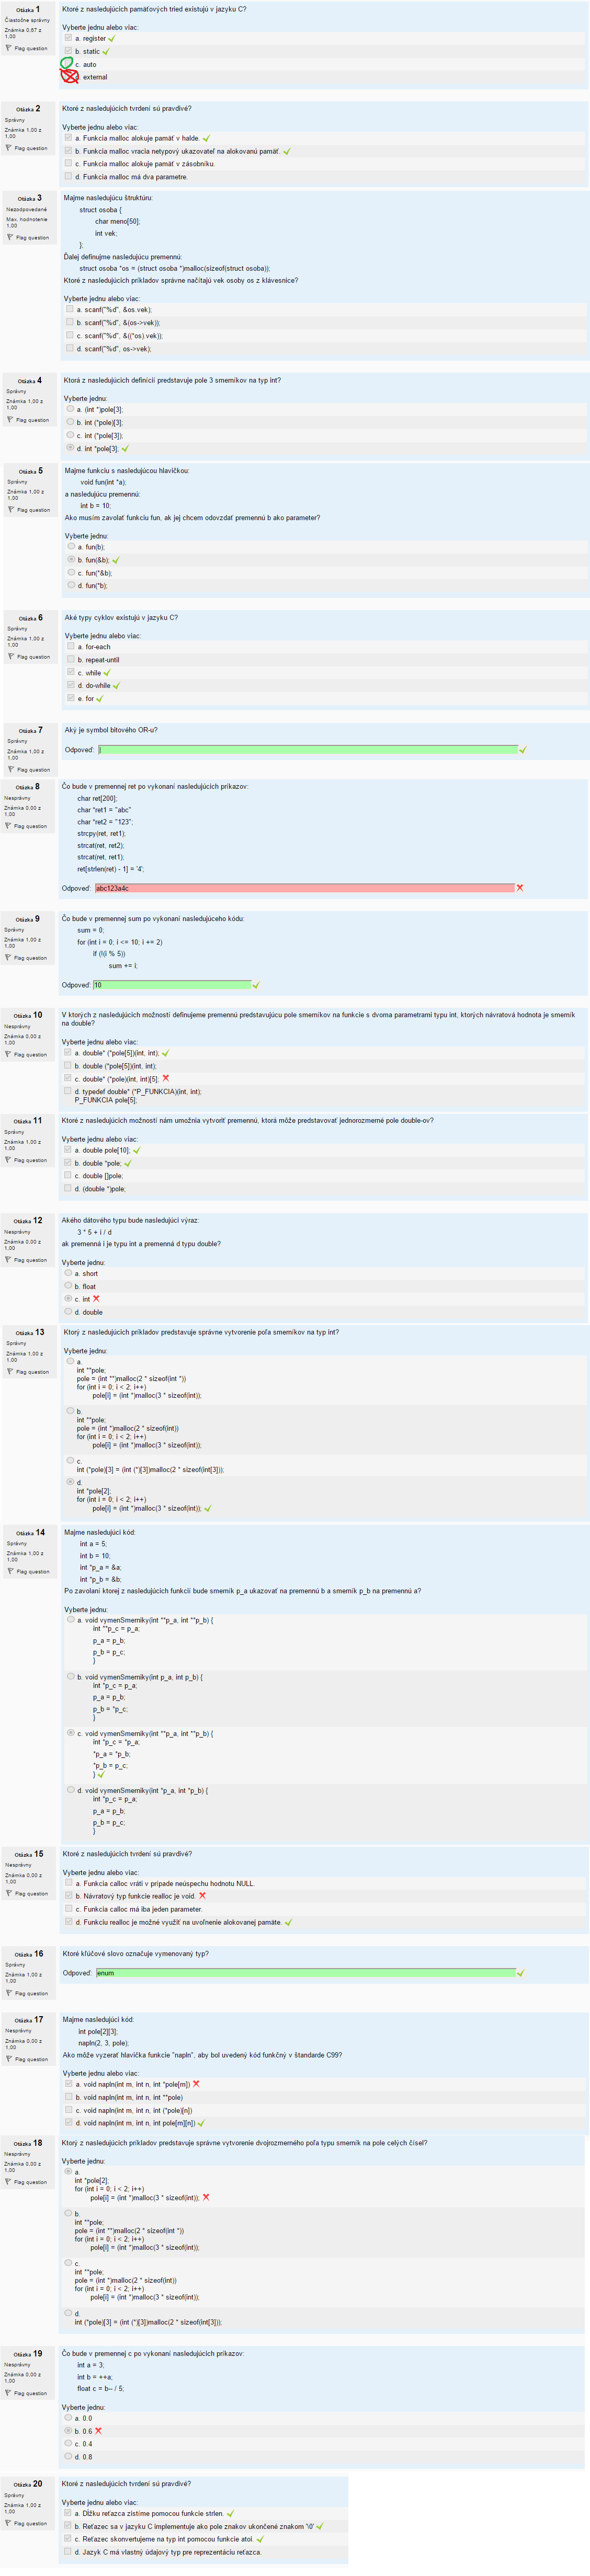 Otázka 1
Čiastočne správny
Známka 0,67 z
1,00
Flag question
Ktoré z nasledujúcich pamäťových tried existujú v jazyku C?
Vyberte jednu alebo viac:
a. register
b. static
c. auto
d. external
Otázka 2
Správny
Známka 1,00 z
1,00
Flag question
Ktoré z nasledujúcich tvrdení sú pravdivé?
Vyberte jednu alebo viac:
a. Funkcia malloc alokuje pamäť v halde.
b. Funkcia malloc vracia netypový ukazovateľ na alokovanú pamäť.
c. Funkcia malloc alokuje pamäť v zásobníku.
d. Funkcia malloc má dva parametre.
Otázka 3
Nezodpovedané
Max. hodnotenie
1,00
Flag question
Majme nasledujúcu štruktúru:
struct osoba {
char meno[50];
int vek;
};
Ďalej definujme nasledujúcu premennú:
struct osoba *os = (struct osoba *)malloc(sizeof(struct osoba));
Ktoré z nasledujúcich príkladov správne načítajú vek osoby os z klávesnice?
Vyberte jednu alebo viac:
a. scanf("%d", &os.vek);
b. scanf("%d", &(os->vek));
c. scanf("%d", &((*os).vek));
d. scanf("%d", os->vek);
Otázka 4
Správny
Známka 1,00 z
1,00
Flag question
Ktorá z nasledujúcich definícií predstavuje pole 3 smerníkov na typ int?
Vyberte jednu:
a. (int *)pole[3];
b. int (*pole)[3];
c. int (*pole[3]);
d. int *pole[3];
Otázka 5
Správny
Známka 1,00 z
1,00
Flag question
Majme funkciu s nasledujúcou hlavičkou:
void fun(int *a);
a nasledujúcu premennú:
int b = 10;
Ako musím zavolať funkciu fun, ak jej chcem odovzdať premennú b ako parameter?
Vyberte jednu:
a. fun(b);
b. fun(&b);
c. fun(*&b);
d. fun(*b);
Otázka 6
Správny
Známka 1,00 z
1,00
Flag question
Aké typy cyklov existujú v jazyku C?
Vyberte jednu alebo viac:
a. for-each
b. repeat-until
c. while
d. do-while
e. for
Otázka 7
Správny
Známka 1,00 z
1,00
Flag question
Aký je symbol bitového OR-u?
Odpoveď: |
Otázka 8
Nesprávny
Známka 0,00 z
1,00
Flag question
Čo bude v premennej ret po vykonaní nasledujúcich príkazov:
char ret[200];
char *ret1 = "abc"
char *ret2 = "123";
strcpy(ret, ret1);
strcat(ret, ret2);
strcat(ret, ret1);
ret[strlen(ret) - 1] = '4';
Odpoveď: abc123a4c
Otázka 9
Správny
Známka 1,00 z
1,00
Flag question
Čo bude v premennej sum po vykonaní nasledujúceho kódu:
sum = 0;
for (int i = 0; i <= 10; i += 2)
if (!(i % 5))
sum += i;
Odpoveď: 10
Otázka 10
Nesprávny
Známka 0,00 z
1,00
Flag question
V ktorých z nasledujúcich možností definujeme premennú predstavujúcu pole smerníkov na funkcie s dvoma parametrami typu int, ktorých návratová hodnota je smerník
na double?
Vyberte jednu alebo viac:
a. double* (*pole[5])(int, int);
b. double (*pole[5])(int, int);
c. double* (*pole)(int, int)[5];
d. typedef double* (*P_FUNKCIA)(int, int);
P_FUNKCIA pole[5];
Otázka 11
Správny
Známka 1,00 z
1,00
Flag question
Ktoré z nasledujúcich možností nám umožnia vytvoriť premennú, ktorá môže predstavovať jednorozmerné pole double-ov?
Vyberte jednu alebo viac:
a. double pole[10];
b. double *pole;
c. double []pole;
d. (double *)pole;
Otázka 12
Nesprávny
Známka 0,00 z
1,00
Flag question
Akého dátového typu bude nasledujúci výraz:
3 * 5 + i / d
ak premenná i je typu int a premenná d typu double?
Vyberte jednu:
a. short
b. float
c. int
d. double
Otázka 13
Správny
Známka 1,00 z
1,00
Flag question
Ktorý z nasledujúcich príkladov predstavuje správne vytvorenie poľa smerníkov na typ int?
Vyberte jednu:
a.
int **pole;
pole = (int **)malloc(2 * sizeof(int *))
for (int i = 0; i < 2; i++)
pole[i] = (int *)malloc(3 * sizeof(int));
b.
int **pole;
pole = (int *)malloc(2 * sizeof(int))
for (int i = 0; i < 2; i++)
pole[i] = (int *)malloc(3 * sizeof(int));
c.
int (*pole)[3] = (int (*)[3])malloc(2 * sizeof(int[3]));
d.
int *pole[2];
for (int i = 0; i < 2; i++)
pole[i] = (int *)malloc(3 * sizeof(int));
Otázka 14
Správny
Známka 1,00 z
1,00
Flag question
Majme nasledujúci kód:
int a = 5;
int b = 10;
int *p_a = &a;
int *p_b = &b;
Po zavolaní ktorej z nasledujúcich funkcií bude smerník p_a ukazovať na premennú b a smerník p_b na premennú a?
Vyberte jednu:
a. void vymenSmerniky(int **p_a, int **p_b) {
int **p_c = p_a;
p_a = p_b;
p_b = p_c;
}
b. void vymenSmerniky(int p_a, int p_b) {
int *p_c = p_a;
p_a = p_b;
p_b = *p_c;
}
c. void vymenSmerniky(int **p_a, int **p_b) {
int *p_c = *p_a;
*p_a = *p_b;
*p_b = p_c;
}
d. void vymenSmerniky(int *p_a, int *p_b) {
int *p_c = p_a;
p_a = p_b;
p_b = p_c;
}
Otázka 15
Nesprávny
Známka 0,00 z
1,00
Flag question
Ktoré z nasledujúcich tvrdení sú pravdivé?
Vyberte jednu alebo viac:
a. Funkcia calloc vráti v prípade neúspechu hodnotu NULL.
b. Návratový typ funkcie realloc je void.
c. Funkcia calloc má iba jeden parameter.
d. Funkciu realloc je možné využiť na uvoľnenie alokovanej pamäte.
Otázka 16
Správny
Známka 1,00 z
1,00
Flag question
Ktoré kľúčové slovo označuje vymenovaný typ?
Odpoveď: enum
Otázka 17
Nesprávny
Známka 0,00 z
1,00
Flag question
Majme nasledujúci kód:
int pole[2][3];
napln(2, 3, pole);
Ako môže vyzerať hlavička funkcie "napln", aby bol uvedený kód funkčný v štandarde C99?
Vyberte jednu alebo viac:
a. void napln(int m, int n, int *pole[m])
b. void napln(int m, int n, int **pole)
c. void napln(int m, int n, int (*pole)[n])
d. void napln(int m, int n, int pole[m][n])
Otázka 18
Nesprávny
Známka 0,00 z
1,00
Flag question
Ktorý z nasledujúcich príkladov predstavuje správne vytvorenie dvojrozmerného poľa typu smerník na pole celých čísel?
Vyberte jednu:
a.
int *pole[2];
for (int i = 0; i < 2; i++)
pole[i] = (int *)malloc(3 * sizeof(int));
b.
int **pole;
pole = (int **)malloc(2 * sizeof(int *))
for (int i = 0; i < 2; i++)
pole[i] = (int *)malloc(3 * sizeof(int));
c.
int **pole;
pole = (int *)malloc(2 * sizeof(int))
for (int i = 0; i < 2; i++)
pole[i] = (int *)malloc(3 * sizeof(int));
d.
int (*pole)[3] = (int (*)[3])malloc(2 * sizeof(int[3]));
Otázka 19
Nesprávny
Známka 0,00 z
1,00
Flag question
Čo bude v premennej c po vykonaní nasledujúcich príkazov:
int a = 3;
int b = ++a;
float c = b-- / 5;
Vyberte jednu:
a. 0.0
b. 0.6
c. 0.4
d. 0.8
Otázka 20
Správny
Známka 1,00 z
1,00
Flag question
Ktoré z nasledujúcich tvrdení sú pravdivé?
Vyberte jednu alebo viac:
a. Dĺžku reťazca zistíme pomocou funkcie strlen.
b. Reťazec sa v jazyku C implementuje ako pole znakov ukončené znakom '\0'
c. Reťazec skonvertujeme na typ int pomocou funkcie atoi.
d. Jazyk C má vlastný údajový typ pre reprezentáciu reťazca.